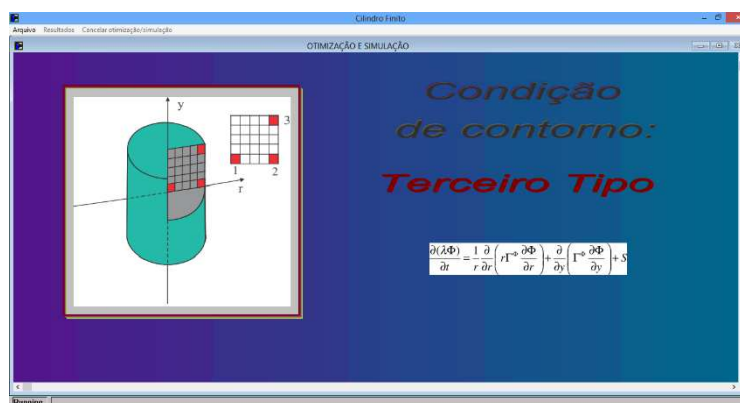 Cilindro Finito
Arquivo Resultados Cancelar otimização/simulação
OTIMIZAÇÃO E SIMULAÇÃO
y
3
1 2
r
Condição
de contorno:
Terceiro Tipo
∂(λΦ)/∂t = 1/r ∂/∂r (rΓ^Φ ∂Φ/∂r) + ∂/∂y (Γ^Φ ∂Φ/∂y) + S
Running